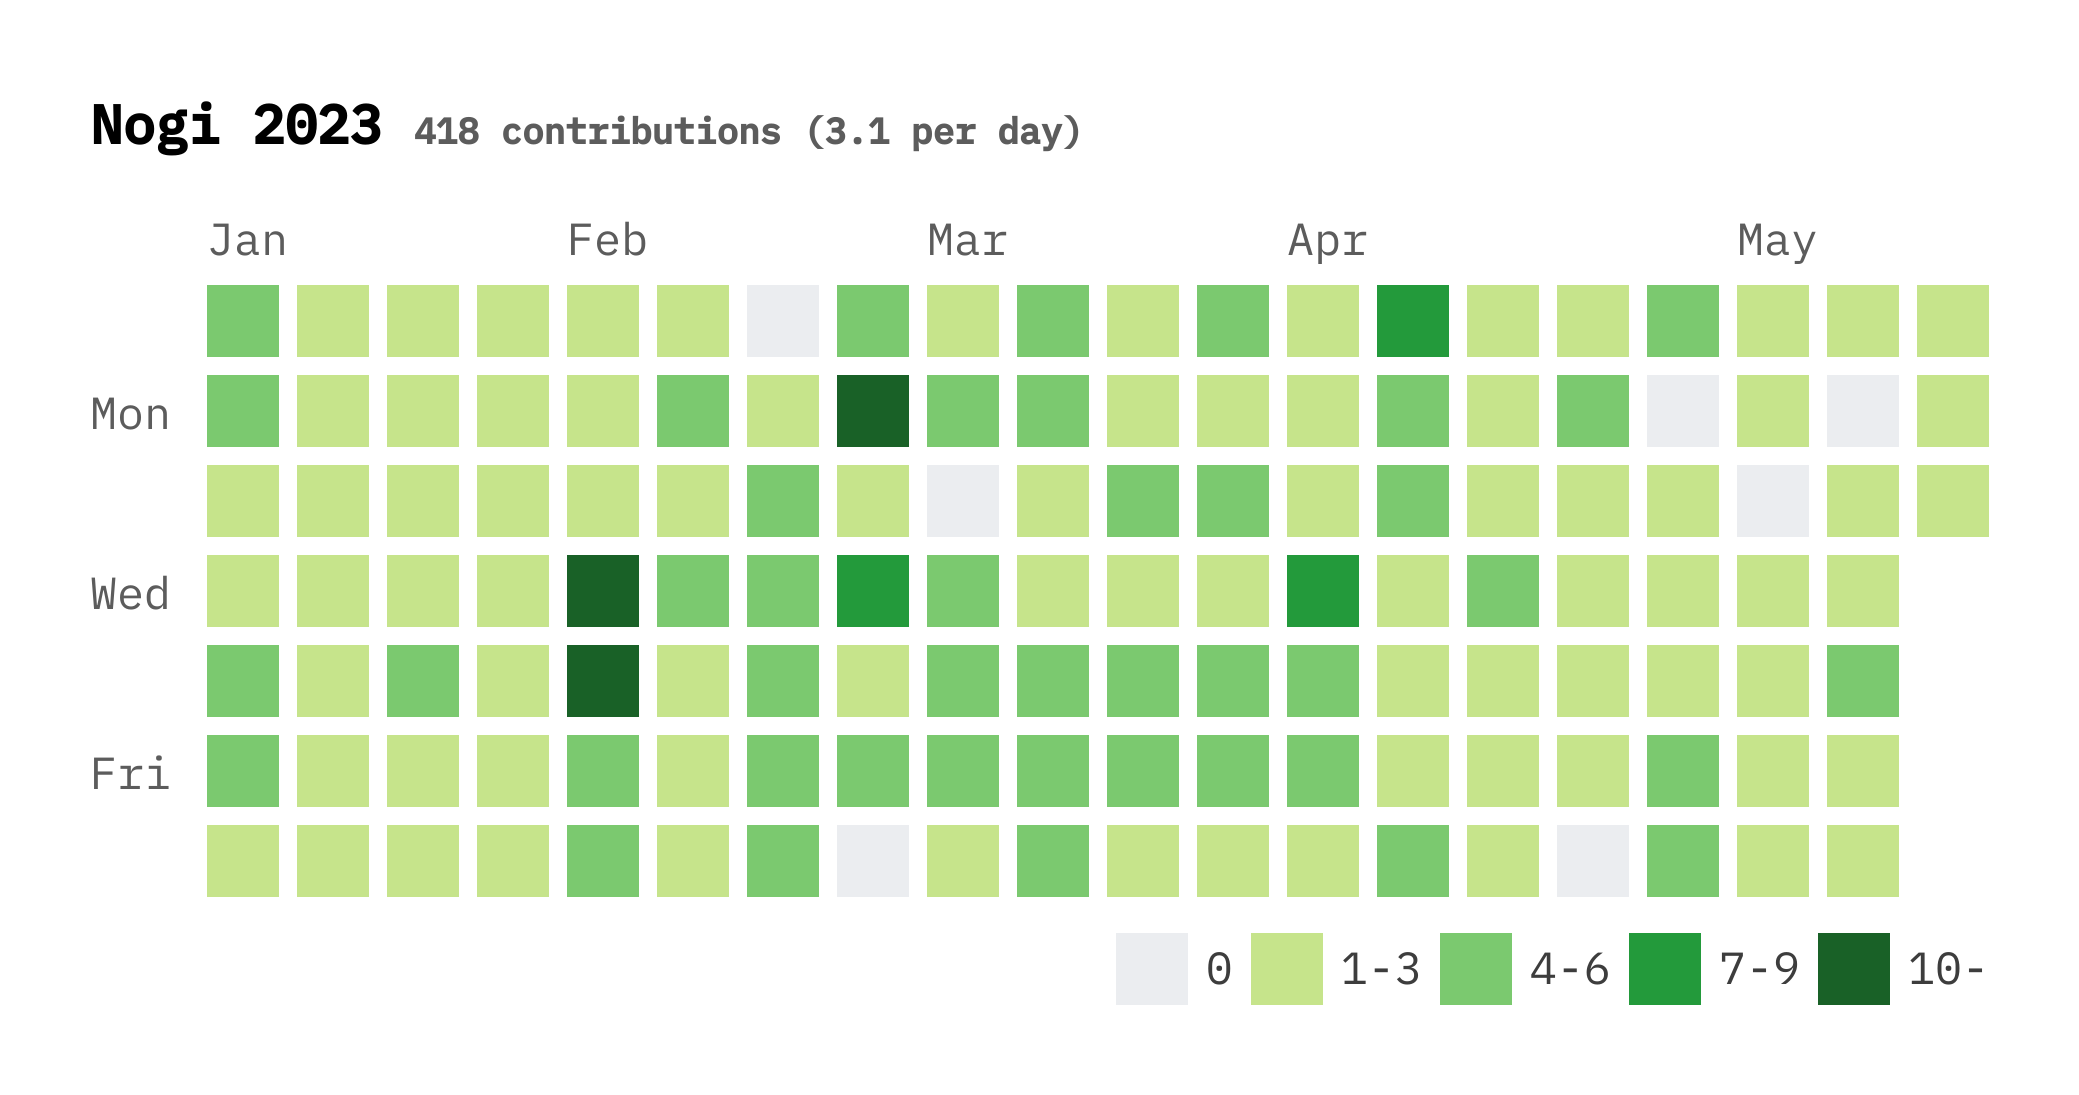 Nogi 2023 418 contributions (3.1 per day)
Jan Feb Mar Apr May
Mon
Wed
Fri
0 1-3 4-6 7-9 10-